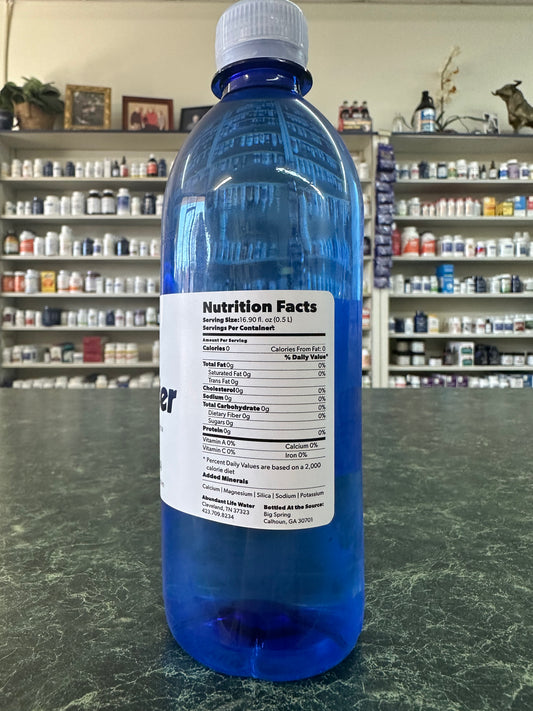 Nutrition Facts
Serving Size:16.90 fl. oz (0.5 L)
Servings Per Container:
Amount Per Serving
Calories 0 Calories From Fat: 0
% Daily Value*
Total Fat 0g 0%
Saturated Fat 0g 0%
Trans Fat 0g
Cholesterol 0g 0%
Sodium 0g 0%
Total Carbohydrate 0g 0%
Dietary Fiber 0g 0%
Sugars 0g
Protein 0g 0%
Vitamin A 0% Calcium 0%
Vitamin C 0% Iron 0%
* Percent Daily Values are based on a 2,000
calorie diet
Added Minerals
Calcium | Magnesium | Silica | Sodium | Potassium
Abundant Life Water
Cleveland, TN 37323
423.709.8234
Bottled At the Source:
Big Spring
Calhoun, GA 30701
er